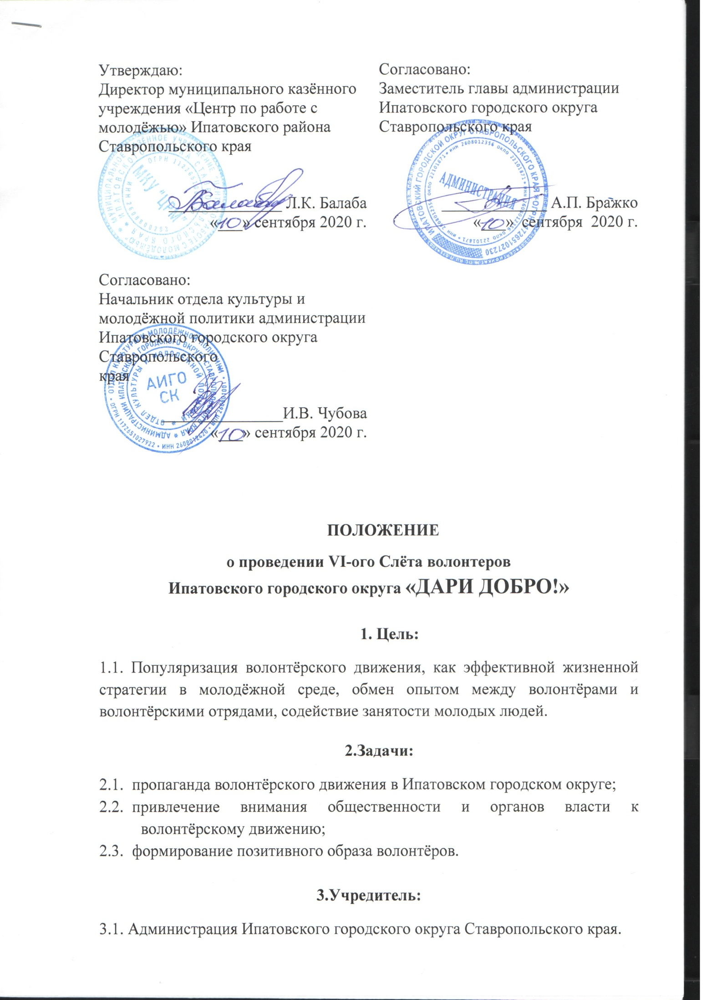 Утверждаю:
Директор муниципального казённого
учреждения «Центр по работе с
молодёжью» Ипатовского района
Ставропольского края
Л.К. Балаба
«10» сентября 2020 г.
Согласовано:
Заместитель главы администрации
Ипатовского городского округа
Ставропольского края
А.П. Бражко
«10» сентября 2020 г.
МКУ "ЦРМ"
АДМИНИСТРАЦИЯ
Согласовано:
Начальник отдела культуры и
молодёжной политики администрации
Ипатовского городского округа
Ставропольского
края
АИГО
СК
И.В. Чубова
«10» сентября 2020 г.
ПОЛОЖЕНИЕ
о проведении VI-ого Слёта волонтеров
Ипатовского городского округа «ДАРИ ДОБРО!»
1. Цель:
1.1. Популяризация волонтёрского движения, как эффективной жизненной
стратегии в молодёжной среде, обмен опытом между волонтёрами и
волонтёрскими отрядами, содействие занятости молодых людей.
2.Задачи:
2.1. пропаганда волонтёрского движения в Ипатовском городском округе;
2.2. привлечение внимания общественности и органов власти к
волонтёрскому движению;
2.3. формирование позитивного образа волонтёров.
3.Учредитель:
3.1. Администрация Ипатовского городского округа Ставропольского края.